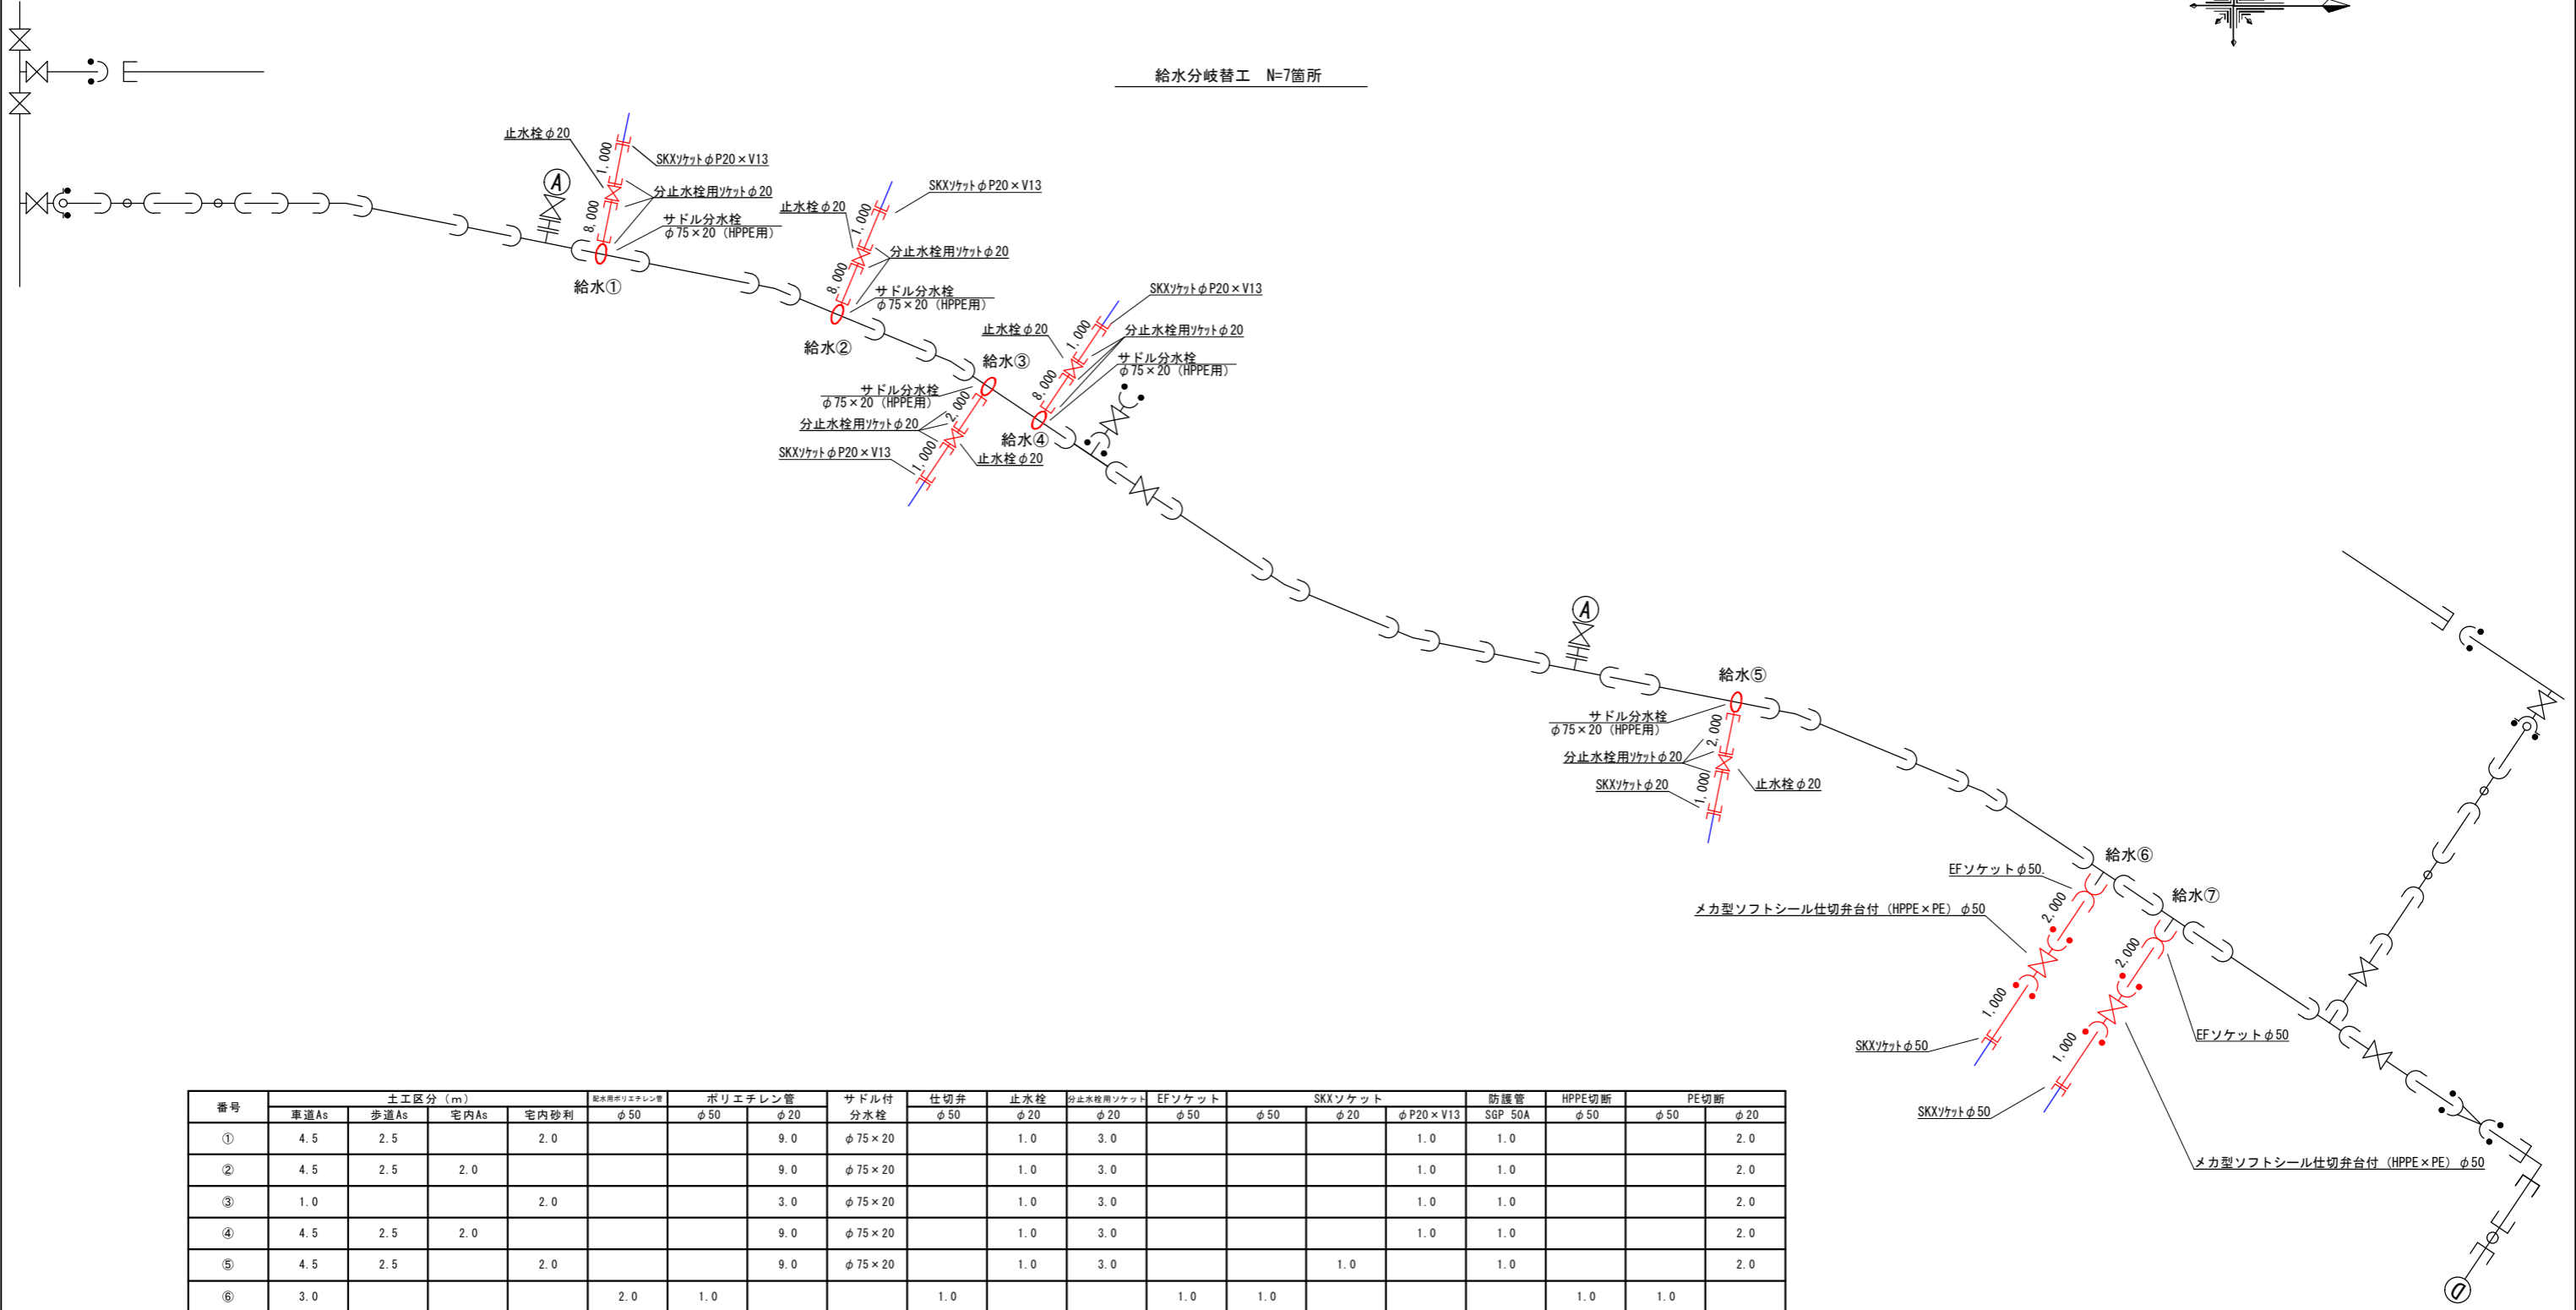 給水分岐替工　N=7箇所
止水栓φ20
1,000
SKXソケットφP20×V13
分止水栓用ソケットφ20
8,000
サドル分水栓
φ75×20（HPPE用）
A
給水①
SKXソケットφP20×V13
止水栓φ20
1,000
分止水栓用ソケットφ20
8,000
サドル分水栓
φ75×20（HPPE用）
給水②
給水③
サドル分水栓
φ75×20（HPPE用）
2,000
分止水栓用ソケットφ20
1,000
SKXソケットφP20×V13
止水栓φ20
SKXソケットφP20×V13
止水栓φ20
1,000
分止水栓用ソケットφ20
サドル分水栓
φ75×20（HPPE用）
8,000
給水④
A
給水⑤
サドル分水栓
φ75×20（HPPE用）
2,000
分止水栓用ソケットφ20
SKXソケットφ20
1,000
止水栓φ20
給水⑥
EFソケットφ50.
2,000
メカ型ソフトシール仕切弁台付（HPPE×PE）φ50
1,000
SKXソケットφ50
給水⑦
2,000
EFソケットφ50
1,000
SKXソケットφ50
メカ型ソフトシール仕切弁台付（HPPE×PE）φ50
D
番号 土工区分（m） 配水用ポリエチレン管 ポリエチレン管 サドル付分水栓 仕切弁 止水栓 分止水栓用ソケット EFソケット SKXソケット 防護管 HPPE切断 PE切断
車道As 歩道As 宅内As 宅内砂利 φ50 φ50 φ20 φ50 φ20 φ20 φ50 φ50 φ20 φP20×V13 SGP 50A φ50 φ50 φ20
① 4.5 2.5 2.0 9.0 φ75×20 1.0 3.0 1.0 1.0 2.0
② 4.5 2.5 2.0 9.0 φ75×20 1.0 3.0 1.0 1.0 2.0
③ 1.0 2.0 3.0 φ75×20 1.0 3.0 1.0 1.0 2.0
④ 4.5 2.5 2.0 9.0 φ75×20 1.0 3.0 1.0 1.0 2.0
⑤ 4.5 2.5 2.0 9.0 φ75×20 1.0 3.0 1.0 1.0 2.0
⑥ 3.0 2.0 1.0 1.0 1.0 1.0 1.0 1.0